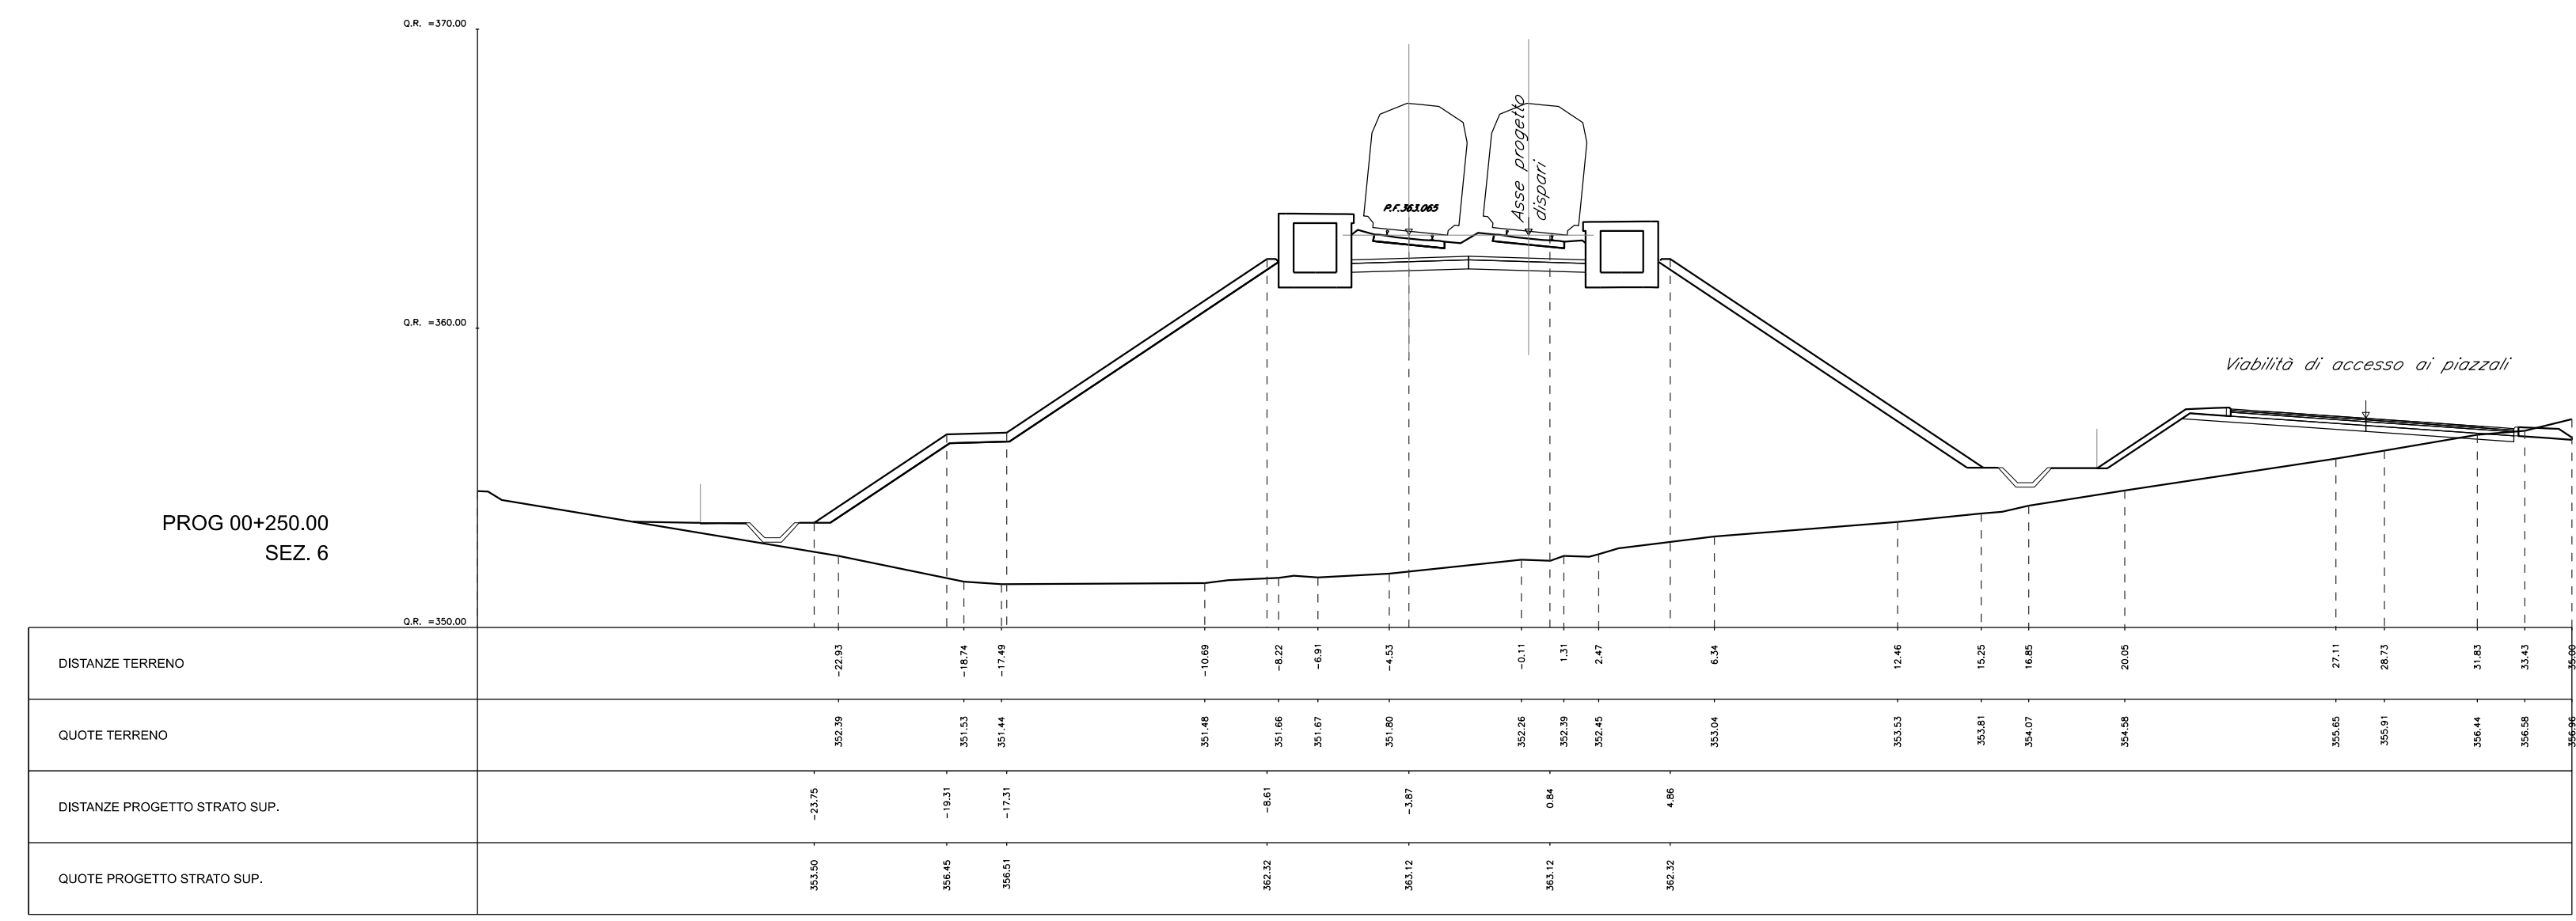 Q.R. =370.00
Asse progetto
dispari
P.F.363.065
Q.R. =360.00
Viabilità di accesso ai piazzali
PROG 00+250.00
SEZ. 6
Q.R. =350.00
DISTANZE TERRENO -22.93 -18.74 -17.49 -10.69 -8.22 -6.91 -4.53 -0.11 1.31 2.47 6.34 12.46 15.25 16.85 20.05 27.11 28.73 31.83 33.43 35.00
QUOTE TERRENO 352.39 351.53 351.44 351.48 351.66 351.67 351.80 352.26 352.39 352.45 353.04 353.53 353.81 354.07 354.58 355.65 355.91 356.44 356.58 356.96
DISTANZE PROGETTO STRATO SUP. -23.75 -19.31 -17.31 -8.61 -3.87 0.84 4.86
QUOTE PROGETTO STRATO SUP. 353.50 356.45 356.51 362.32 363.12 363.12 362.32